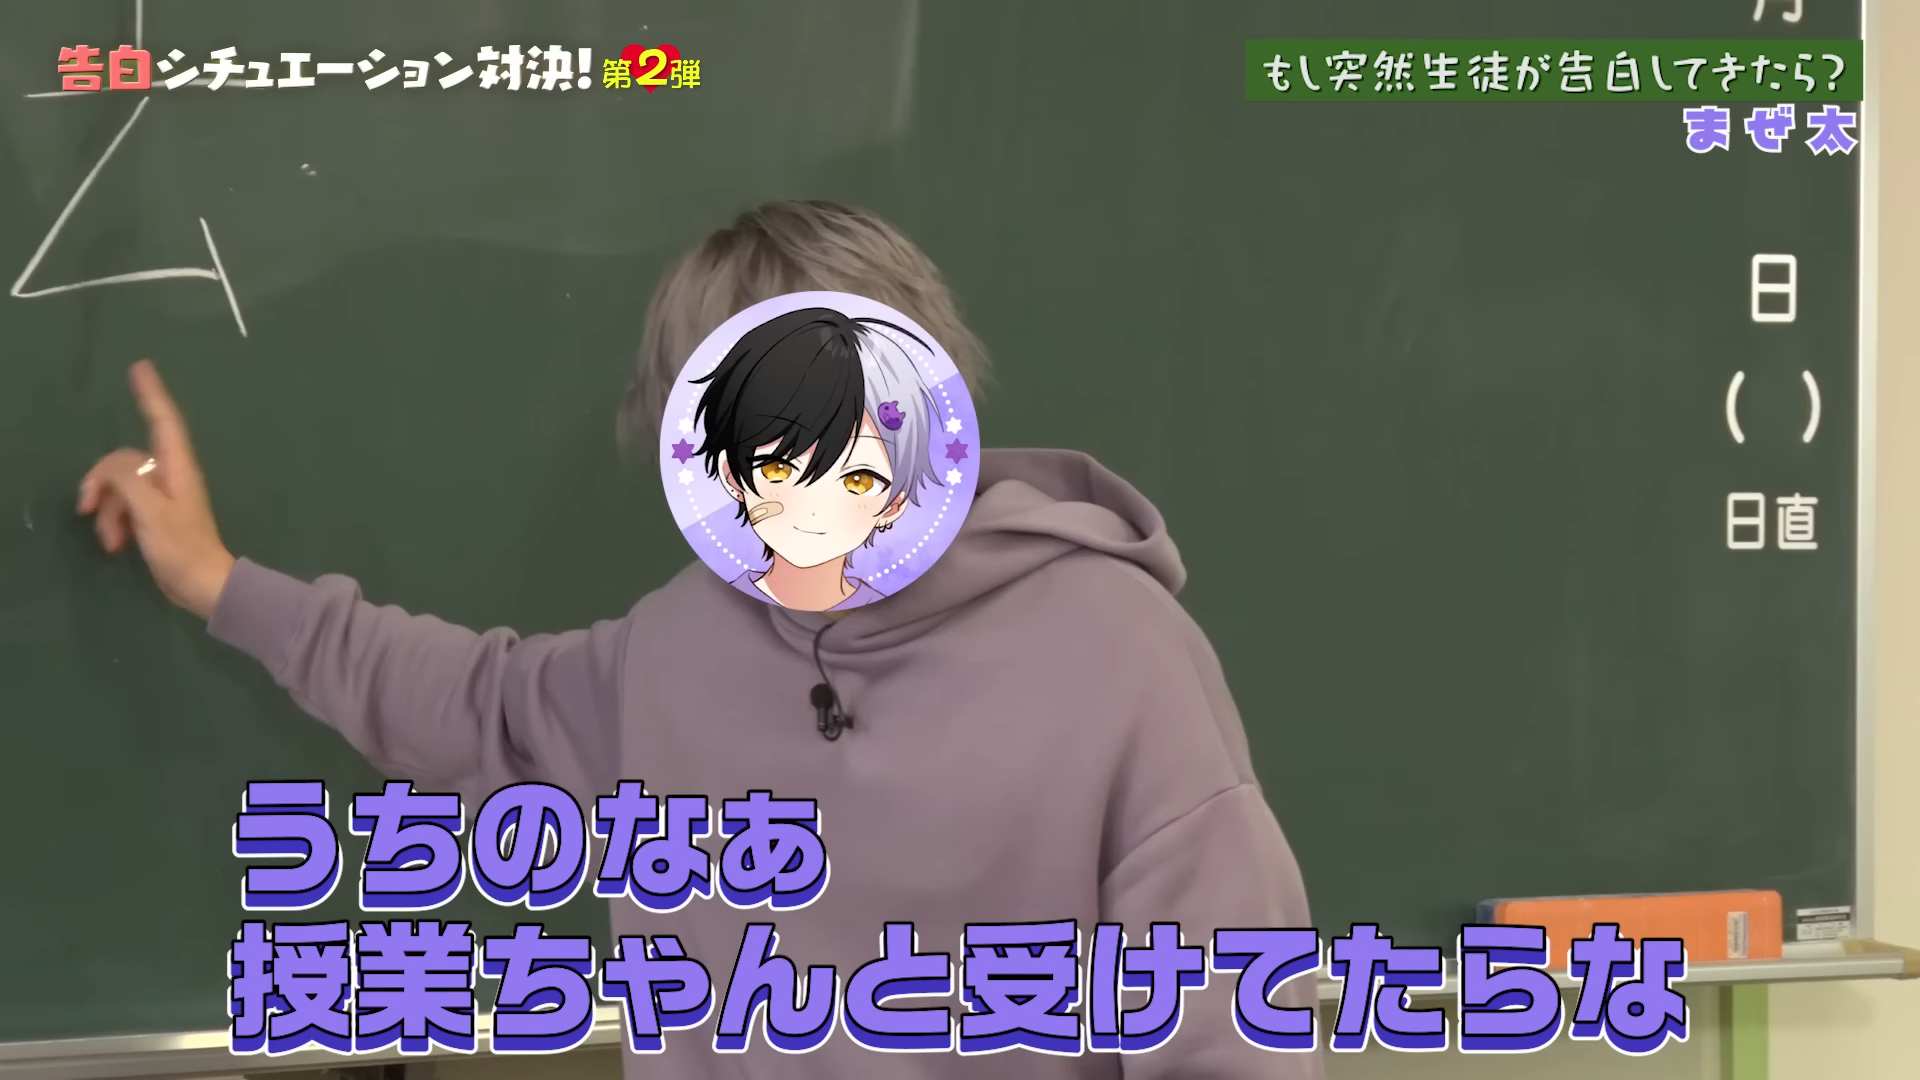 告白シチュエーション対決!第2弾
もし突然生徒が告白してきたら?
まぜ太
月
日
( )
日直
うちのなぁ
授業ちゃんと受けてたらな